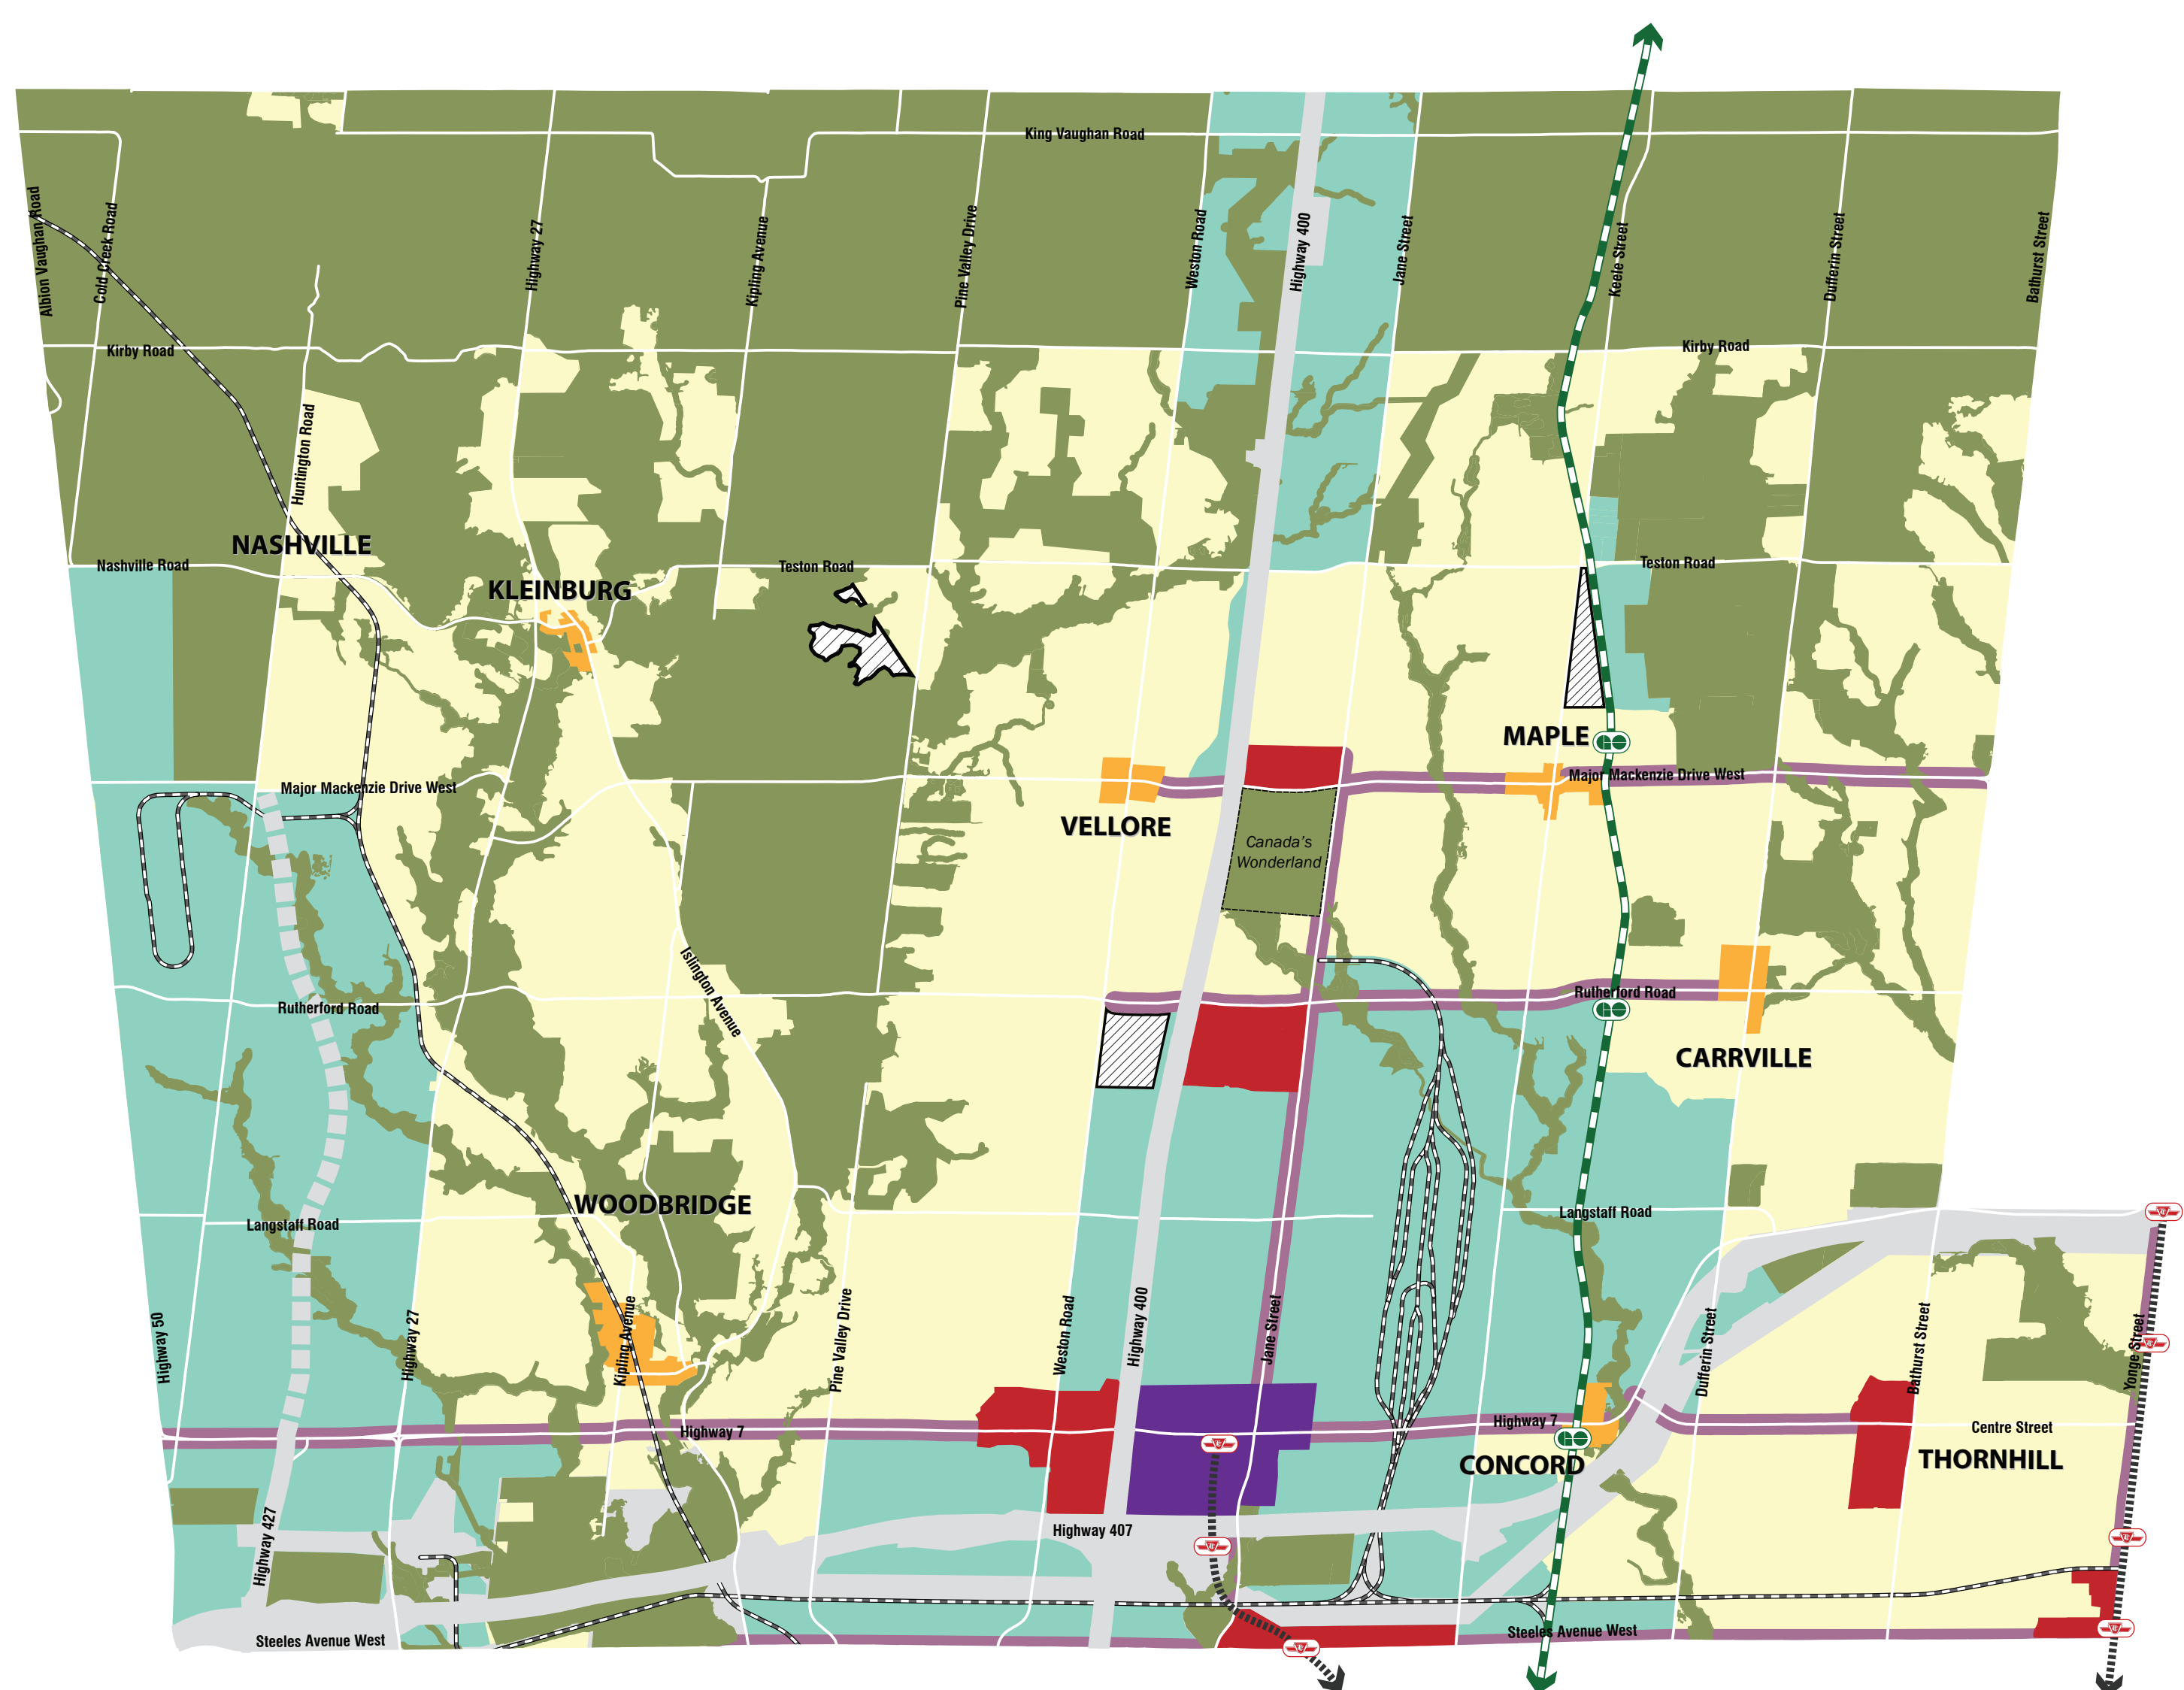 King Vaughan Road
Albion Vaughan Road
Cold Creek Road
Highway 27
Kipling Avenue
Pine Valley Drive
Weston Road
Highway 400
Jane Street
Keele Street
Dufferin Street
Bathurst Street
Kirby Road
Kirby Road
Huntington Road
NASHVILLE
Nashville Road
KLEINBURG
Teston Road
Teston Road
MAPLE
Major Mackenzie Drive West
Major Mackenzie Drive West
VELLORE
Canada's
Wonderland
Islington Avenue
Rutherford Road
Rutherford Road
GO
GO
CARRVILLE
WOODBRIDGE
Langstaff Road
Langstaff Road
Highway 50
Highway 27
Kipling Avenue
Pine Valley Drive
Weston Road
Highway 400
Jane Street
Dufferin Street
Bathurst Street
Yonge Street
Highway 7
Highway 7
Centre Street
GO
CONCORD
THORNHILL
Highway 427
Highway 407
Steeles Avenue West
Steeles Avenue West